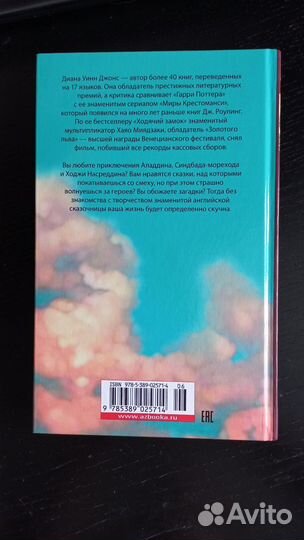 Диана Уинн Джонс — автор более 40 книг, переведенных
на 17 языков. Она обладатель престижных литературных
премий, а критика сравнивает «Гарри Поттера»
с ее знаменитым сериалом «Миры Крестоманси»,
который появился на много лет раньше книг Дж. Роулинг.
По ее бестселлеру «Ходячий замок» знаменитый
мультипликатор Хаяо Миядзаки, обладатель «Золотого
льва» — высшей награды Венецианского фестиваля, снял
фильм, побивший все рекорды кассовых сборов.
Вы любите приключения Аладдина, Синдбада-морехода
и Ходжи Насреддина? Вам нравятся сказки, над которыми
покатываешься со смеху, но при этом страшно
волнуешься за героев? Вы обожаете загадки? Тогда без
знакомства с творчеством знаменитой английской
сказочницы ваша жизнь будет определенно скучна.
ISBN 978-5-389-02571-4
06
9 785389 025714
www.azbooka.ru
EAC
Avito